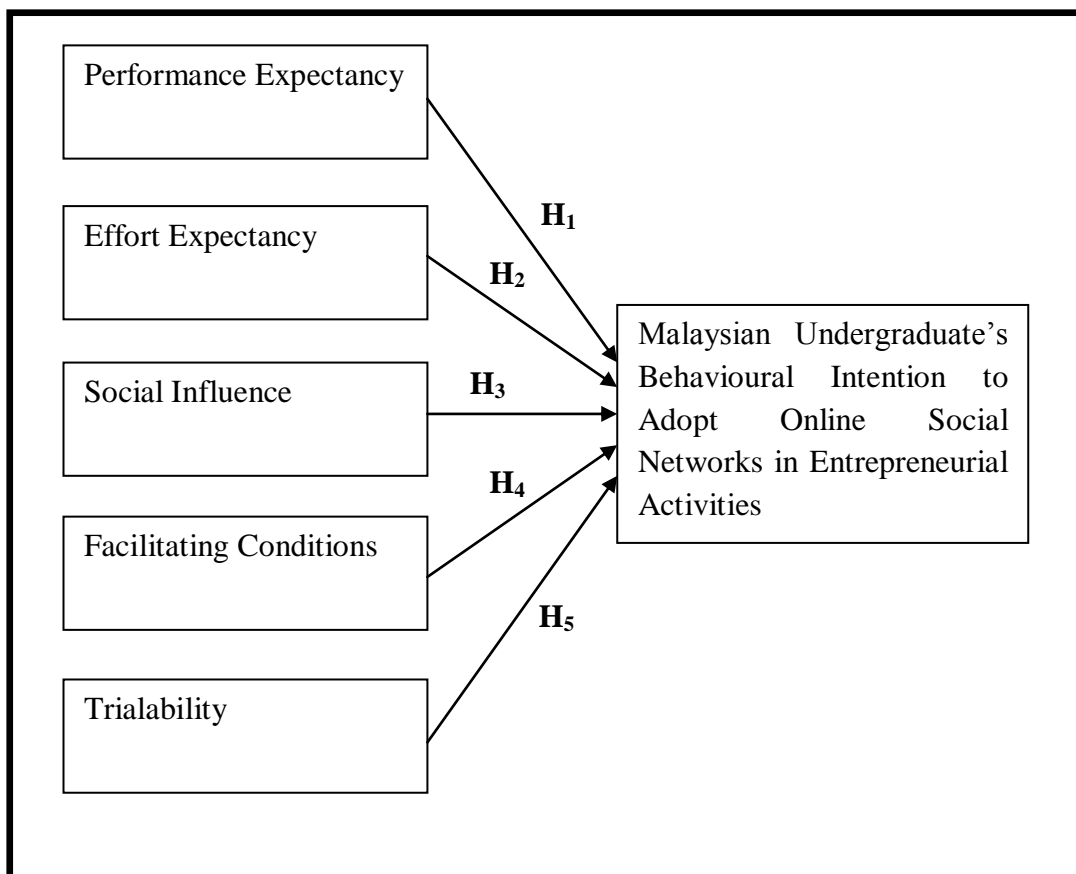 Performance Expectancy
H₁
Effort Expectancy
H₂
Social Influence
H₃
Malaysian Undergraduate's
Behavioural Intention to
Adopt Online Social
Networks in Entrepreneurial
Activities
Facilitating Conditions
H₄
Trialability
H₅